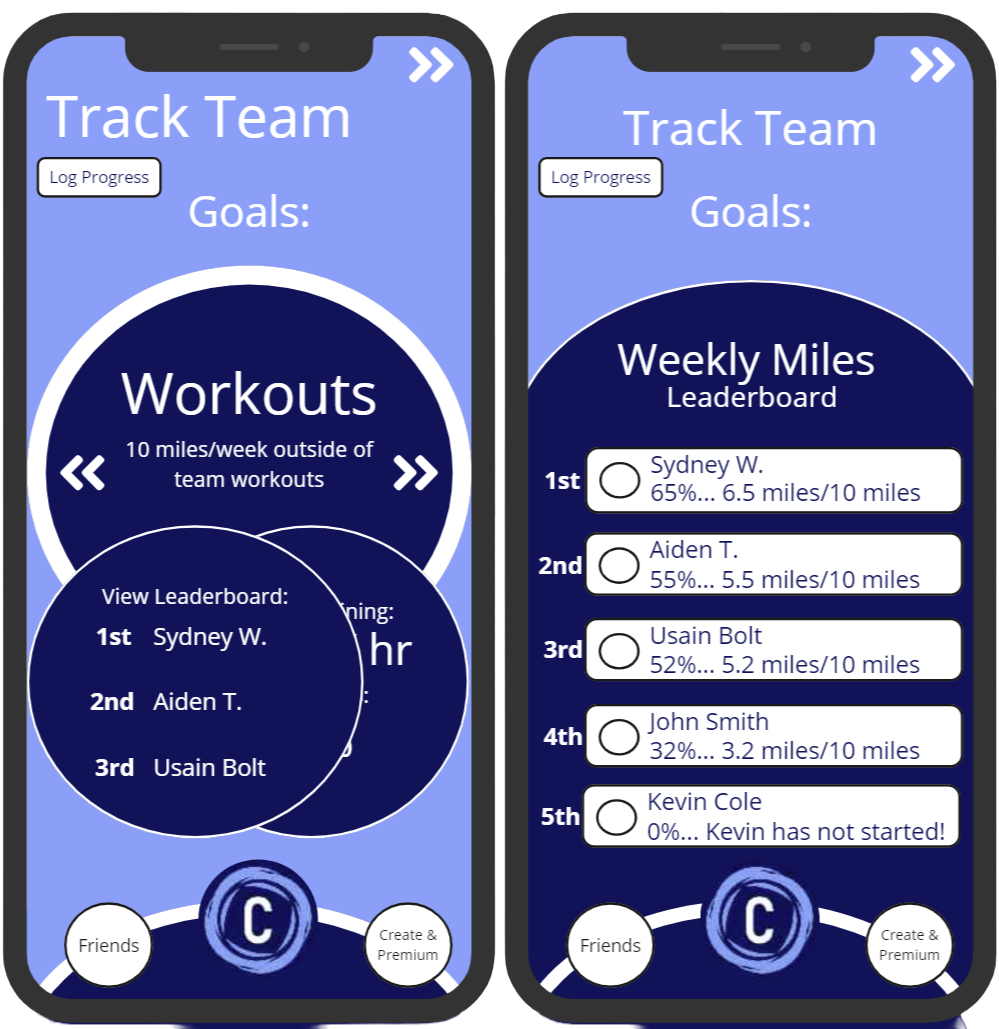 Track Team
Log Progress
Goals:
Workouts
10 miles/week outside of
team workouts
View Leaderboard:
1st Sydney W.
2nd Aiden T.
3rd Usain Bolt
hr
C
Friends
Create &
Premium
Track Team
Log Progress
Goals:
Weekly Miles
Leaderboard
1st
Sydney W.
65%... 6.5 miles/10 miles
2nd
Aiden T.
55%... 5.5 miles/10 miles
3rd
Usain Bolt
52%... 5.2 miles/10 miles
4th
John Smith
32%... 3.2 miles/10 miles
5th
Kevin Cole
0%... Kevin has not started!
C
Friends
Create &
Premium